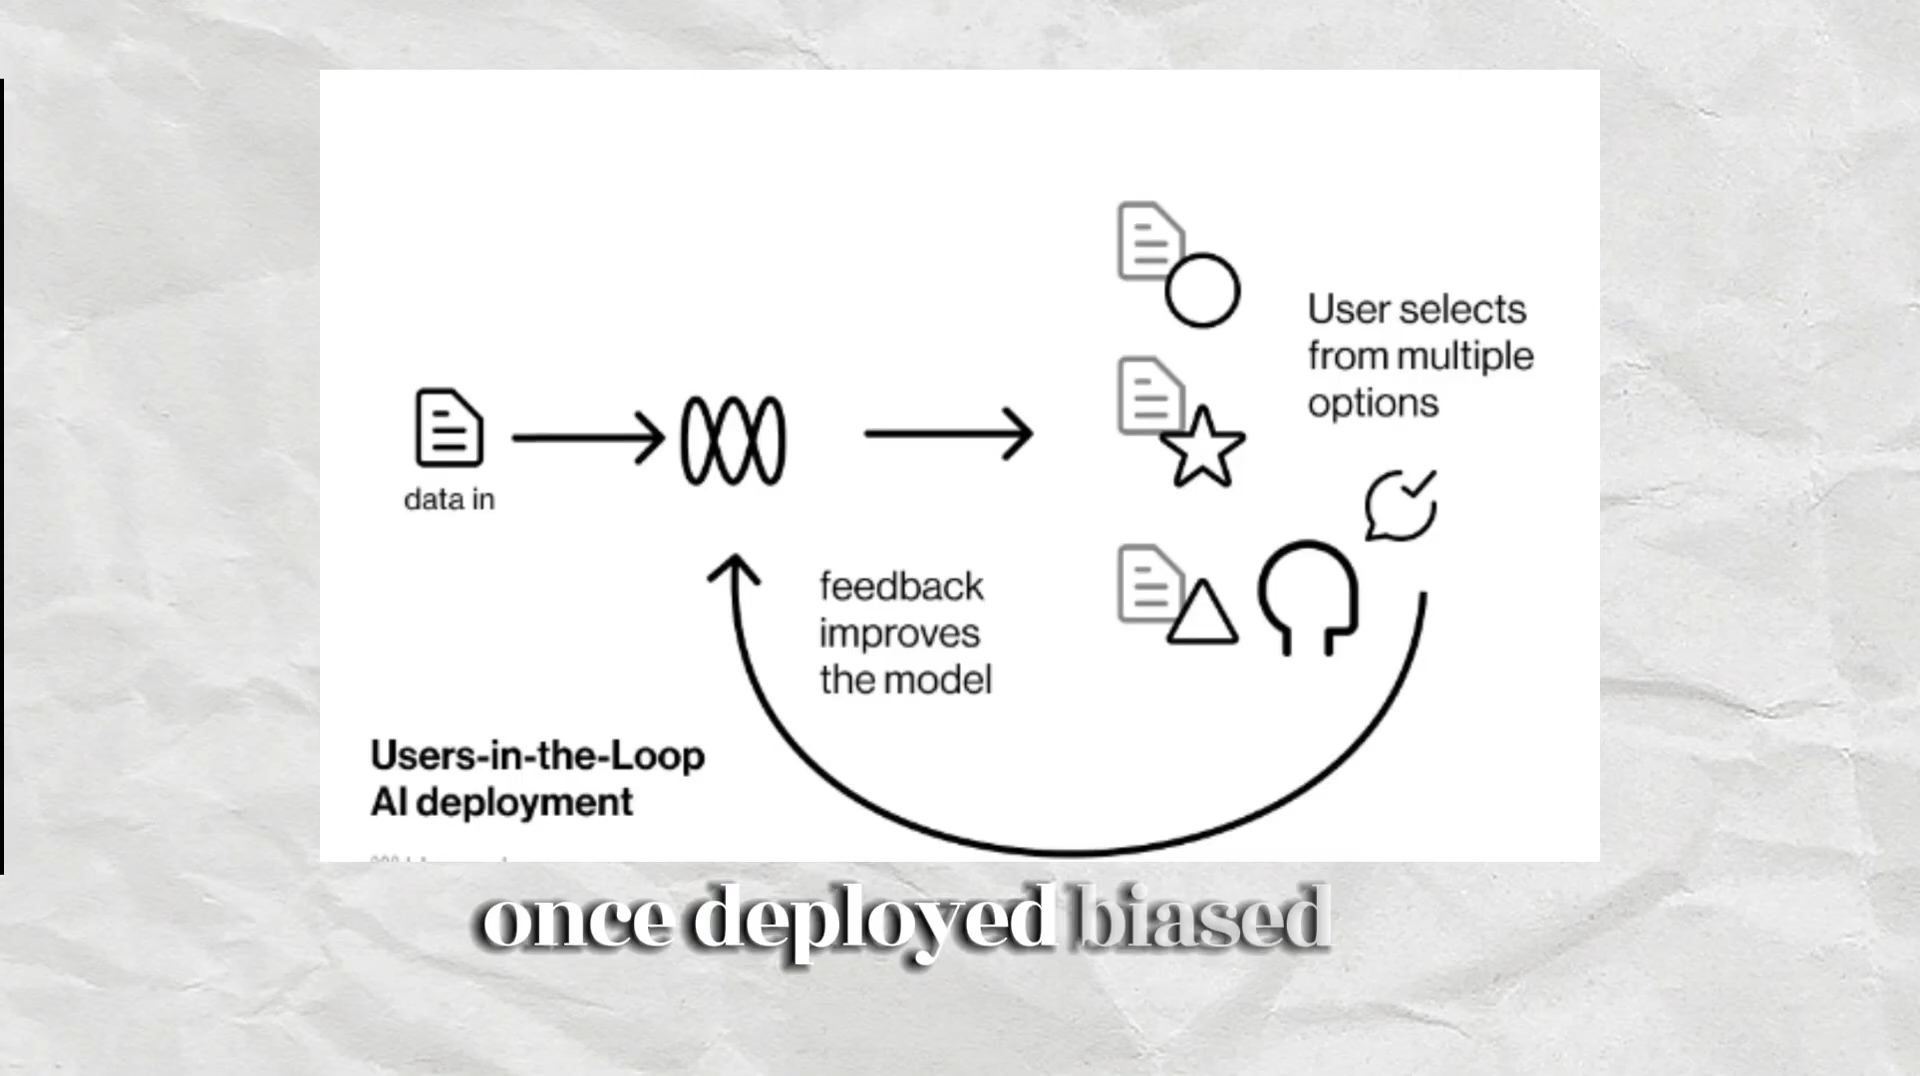 User selects
from multiple
options
data in
feedback
improves
the model
Users-in-the-Loop
AI deployment
once deployed biased